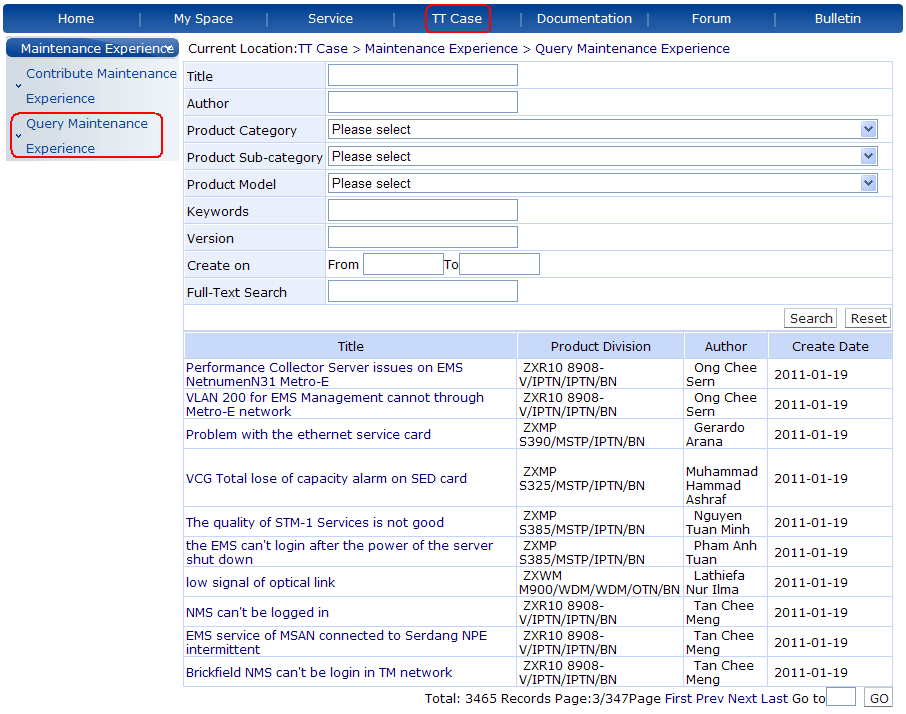 Home My Space Service TT Case Documentation Forum Bulletin
Maintenance Experience
Contribute Maintenance
Experience
Query Maintenance
Experience
Current Location:TT Case > Maintenance Experience > Query Maintenance Experience
Title
Author
Product Category Please select
Product Sub-category Please select
Product Model Please select
Keywords
Version
Create on From To
Full-Text Search
Search Reset
Title Product Division Author Create Date
Performance Collector Server issues on EMS
NetnumenN31 Metro-E
ZXR10 8908-
V/IPTN/IPTN/BN
Ong Chee
Sern
2011-01-19
VLAN 200 for EMS Management cannot through
Metro-E network
ZXR10 8908-
V/IPTN/IPTN/BN
Ong Chee
Sern
2011-01-19
Problem with the ethernet service card
ZXMP
S390/MSTP/IPTN/BN
Gerardo
Arana
2011-01-19
VCG Total lose of capacity alarm on SED card
ZXMP
S325/MSTP/IPTN/BN
Muhammad
Hammad
Ashraf
2011-01-19
The quality of STM-1 Services is not good
ZXMP
S385/MSTP/IPTN/BN
Nguyen
Tuan Minh
2011-01-19
the EMS can't login after the power of the server
shut down
ZXMP
S385/MSTP/IPTN/BN
Pham Anh
Tuan
2011-01-19
low signal of optical link
ZXWM
M900/WDM/WDM/OTN/BN
Lathiefa
Nur Ilma
2011-01-19
NMS can't be logged in
ZXR10 8908-
V/IPTN/IPTN/BN
Tan Chee
Meng
2011-01-19
EMS service of MSAN connected to Serdang NPE
intermittent
ZXR10 8908-
V/IPTN/IPTN/BN
Tan Chee
Meng
2011-01-19
Brickfield NMS can't be login in TM network
ZXR10 8908-
V/IPTN/IPTN/BN
Tan Chee
Meng
2011-01-19
Total: 3465 Records Page:3/347Page First Prev Next Last Go to GO